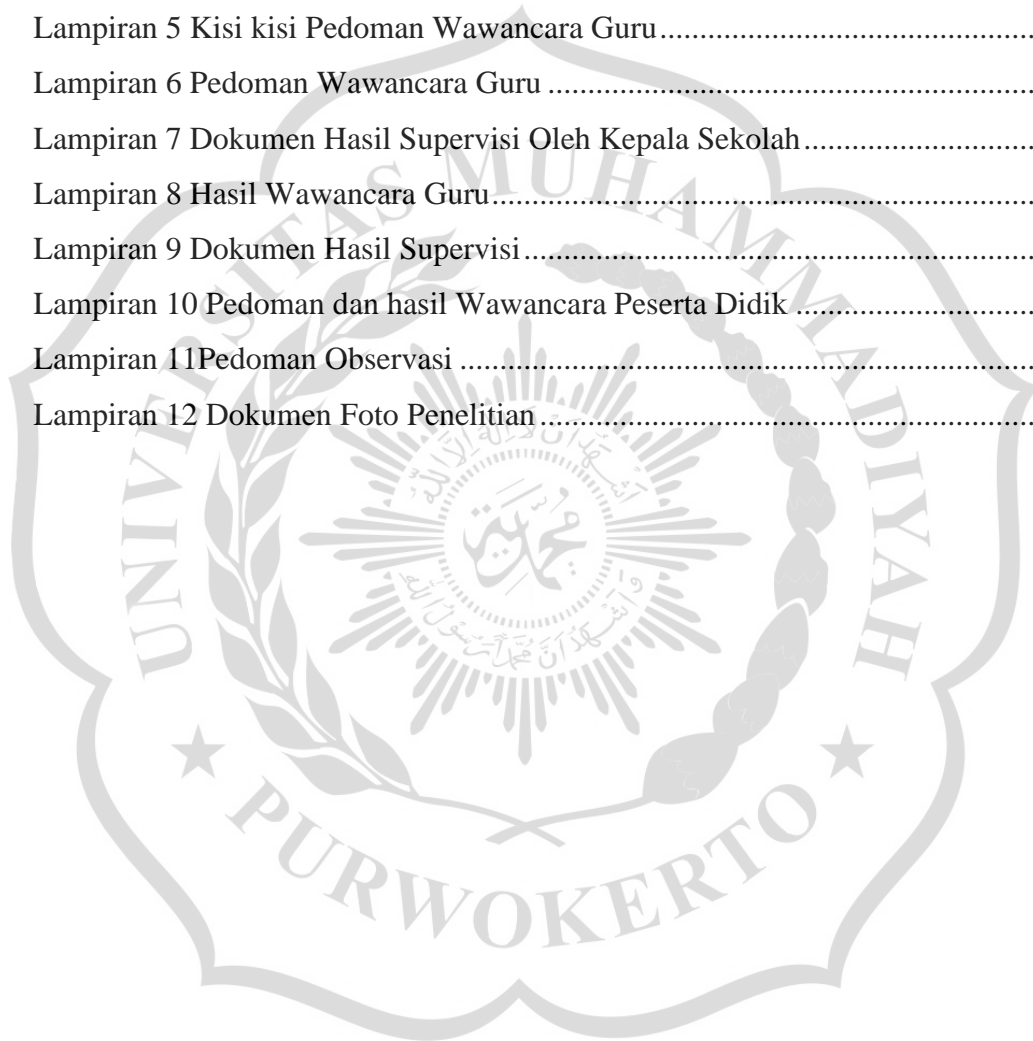 Lampiran 5 Kisi kisi Pedoman Wawancara Guru
Lampiran 6 Pedoman Wawancara Guru
Lampiran 7 Dokumen Hasil Supervisi Oleh Kepala Sekolah
Lampiran 8 Hasil Wawancara Guru
Lampiran 9 Dokumen Hasil Supervisi
Lampiran 10 Pedoman dan hasil Wawancara Peserta Didik
Lampiran 11Pedoman Observasi
Lampiran 12 Dokumen Foto Penelitian
UNIVERSITAS MUHAMMADIYAH
PURWOKERTO